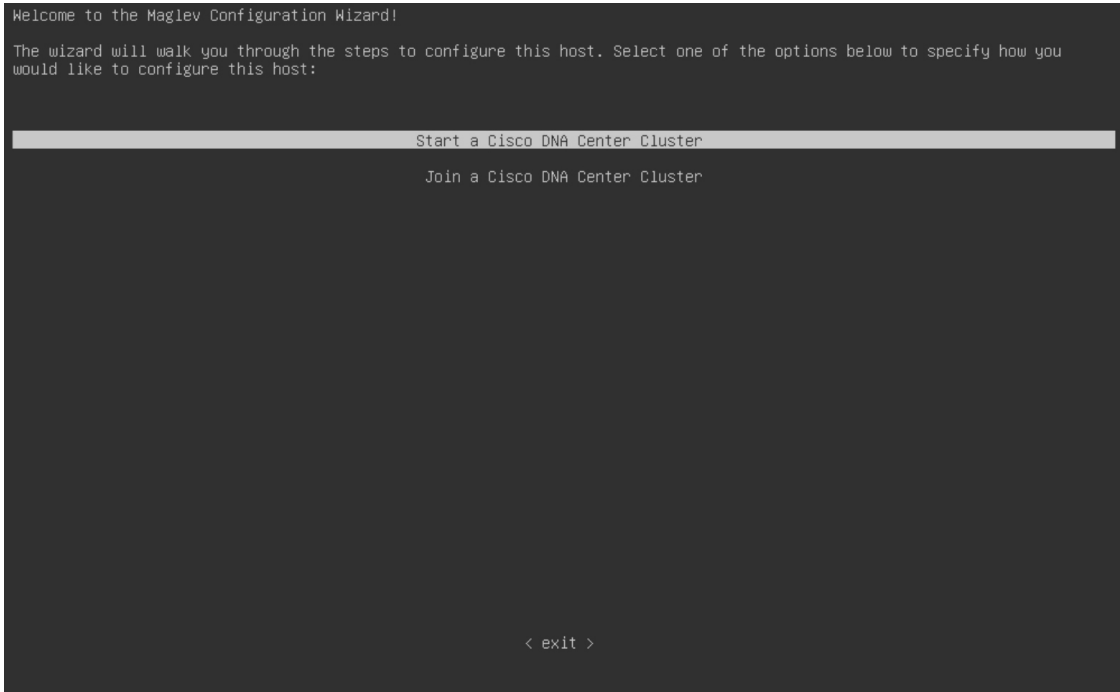 Welcome to the Maglev Configuration Wizard!
The wizard will walk you through the steps to configure this host. Select one of the options below to specify how you
would like to configure this host:
Start a Cisco DNA Center Cluster
Join a Cisco DNA Center Cluster
< exit >